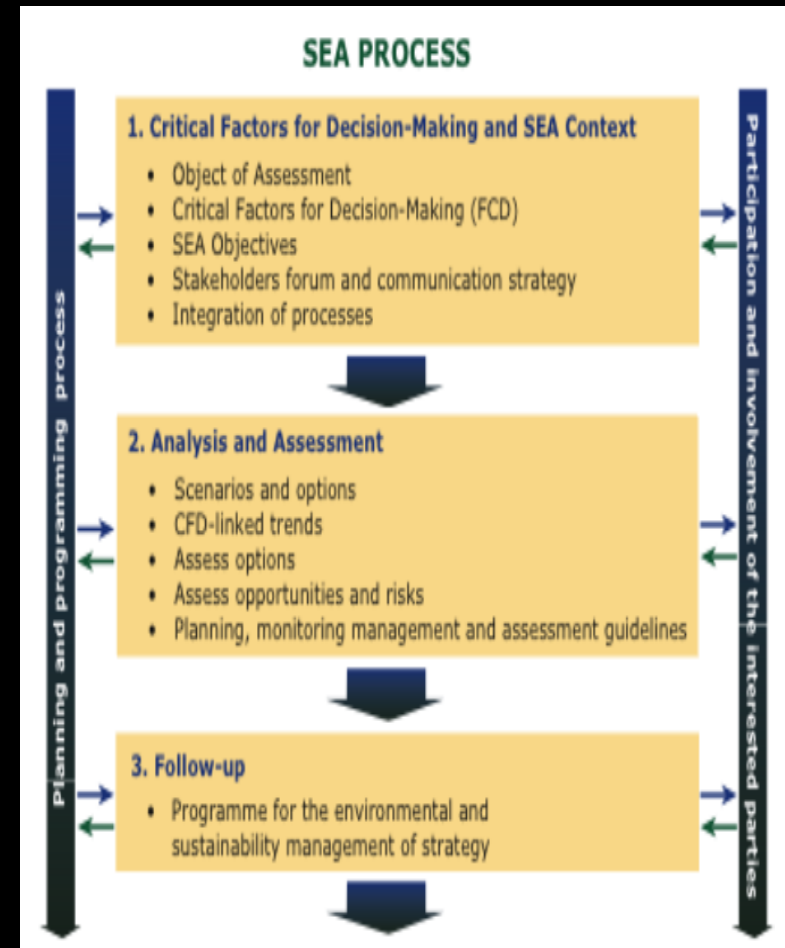 SEA PROCESS
Planning and programming process
1. Critical Factors for Decision-Making and SEA Context
• Object of Assessment
• Critical Factors for Decision-Making (FCD)
• SEA Objectives
• Stakeholders forum and communication strategy
• Integration of processes
2. Analysis and Assessment
• Scenarios and options
• CFD-linked trends
• Assess options
• Assess opportunities and risks
• Planning, monitoring management and assessment guidelines
3. Follow-up
• Programme for the environmental and
sustainability management of strategy
Participation and involvement of the interested parties